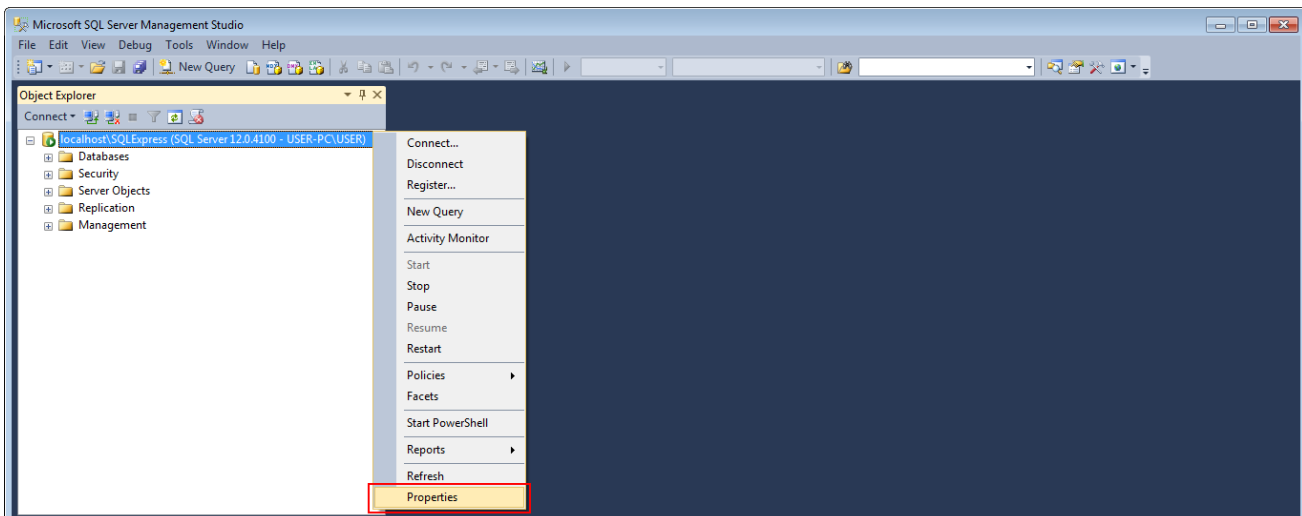 Microsoft SQL Server Management Studio
File Edit View Debug Tools Window Help
New Query
Object Explorer
Connect
localhost\SQLExpress (SQL Server 12.0.4100 - USER-PC\USER)
Databases
Security
Server Objects
Replication
Management
Connect...
Disconnect
Register...
New Query
Activity Monitor
Start
Stop
Pause
Resume
Restart
Policies
Facets
Start PowerShell
Reports
Refresh
Properties